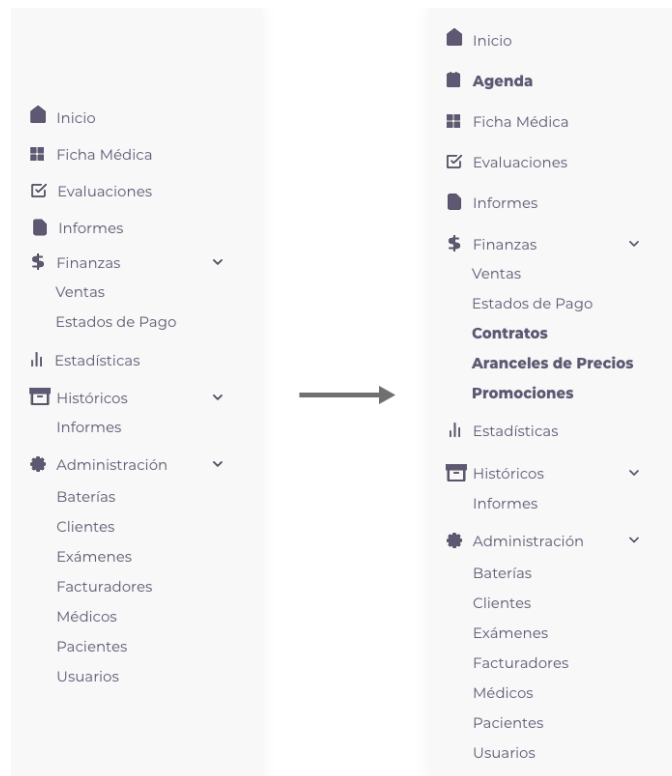 Inicio
Ficha Médica
Evaluaciones
Informes
Finanzas
Ventas
Estados de Pago
Estadísticas
Históricos
Informes
Administración
Baterías
Clientes
Exámenes
Facturadores
Médicos
Pacientes
Usuarios
Inicio
Agenda
Ficha Médica
Evaluaciones
Informes
Finanzas
Ventas
Estados de Pago
Contratos
Aranceles de Precios
Promociones
Estadísticas
Históricos
Informes
Administración
Baterías
Clientes
Exámenes
Facturadores
Médicos
Pacientes
Usuarios